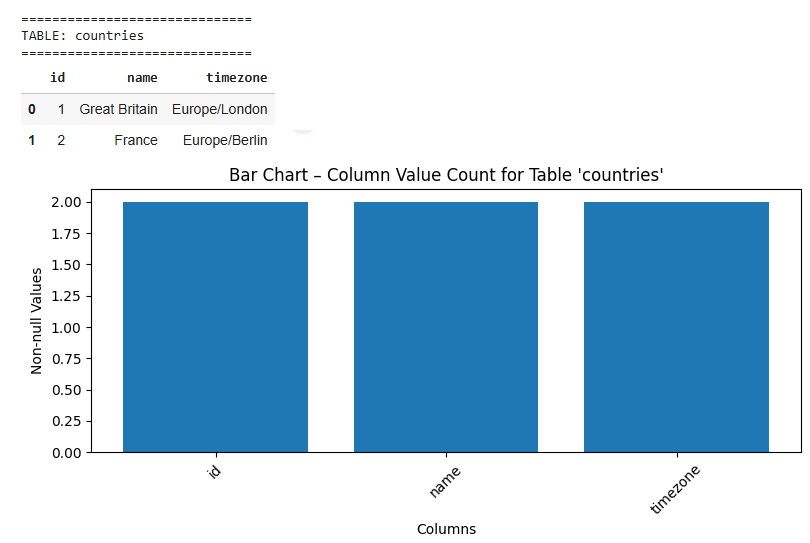 ==============================
TABLE: countries
==============================
id name timezone
0 1 Great Britain Europe/London
1 2 France Europe/Berlin
Bar Chart – Column Value Count for Table 'countries'
2.00
1.75
1.50
1.25
1.00
0.75
0.50
0.25
0.00
Non-null Values
id name timezone
Columns